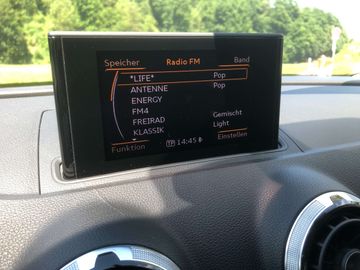 Speicher Radio FM Band
*LIFE* Pop
ANTENNE Pop
ENERGY
FM4
FREIRAD Gemischt
KLASSIK Light
Funktion TP 14:45 Einstellen